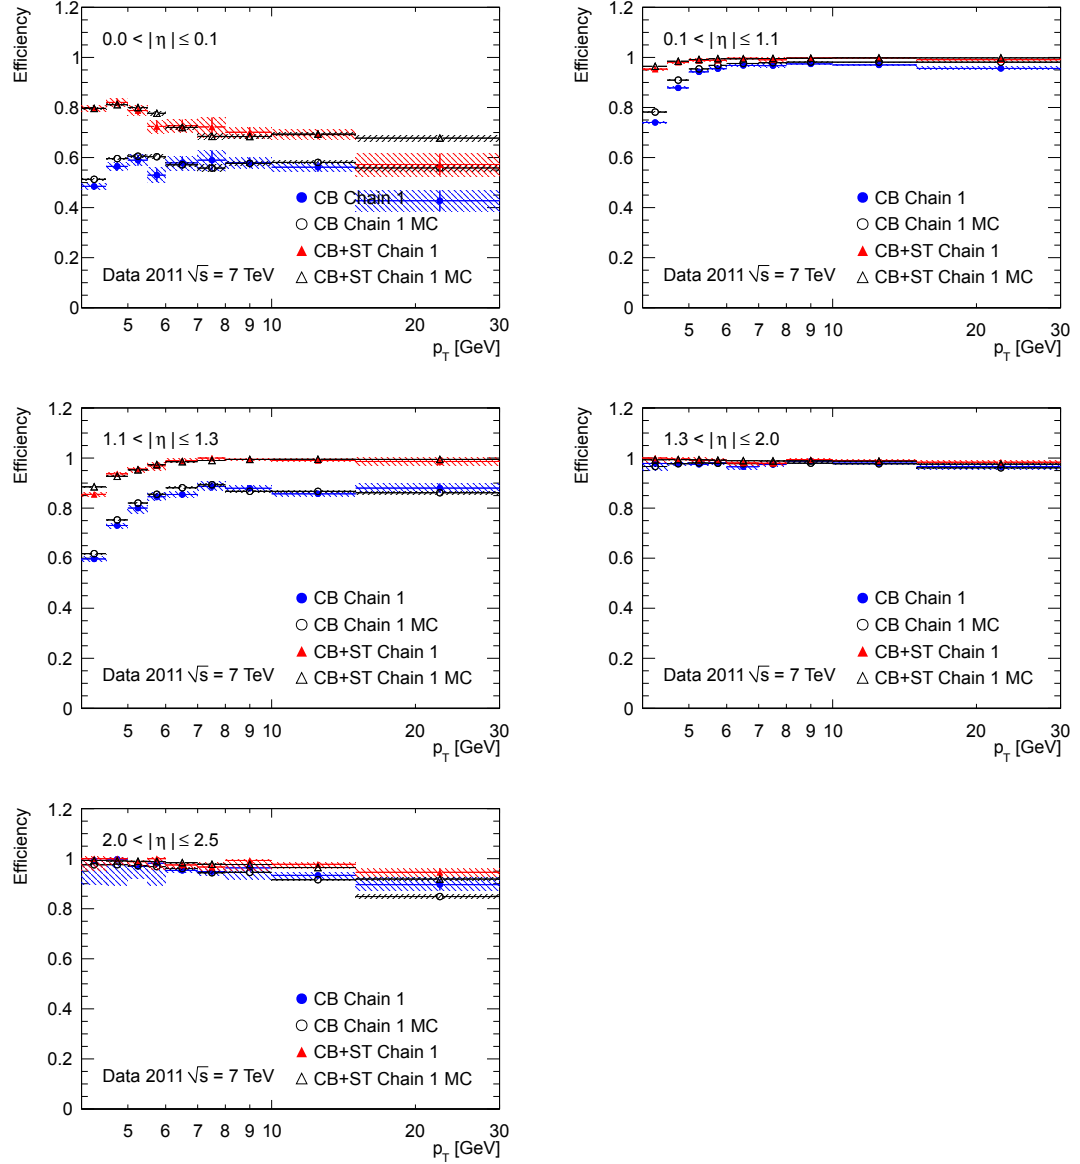 Efficiency
0.0 < | η | ≤ 0.1
1.2
1
0.8
0.6
0.4
0.2
0
CB Chain 1
CB Chain 1 MC
CB+ST Chain 1
CB+ST Chain 1 MC
Data 2011 √s = 7 TeV
5 6 7 8 9 10 20 30
p_T [GeV]
Efficiency
0.1 < | η | ≤ 1.1
1.2
1
0.8
0.6
0.4
0.2
0
CB Chain 1
CB Chain 1 MC
CB+ST Chain 1
CB+ST Chain 1 MC
Data 2011 √s = 7 TeV
5 6 7 8 9 10 20 30
p_T [GeV]
Efficiency
1.1 < | η | ≤ 1.3
1.2
1
0.8
0.6
0.4
0.2
0
CB Chain 1
CB Chain 1 MC
CB+ST Chain 1
CB+ST Chain 1 MC
Data 2011 √s = 7 TeV
5 6 7 8 9 10 20 30
p_T [GeV]
Efficiency
1.3 < | η | ≤ 2.0
1.2
1
0.8
0.6
0.4
0.2
0
CB Chain 1
CB Chain 1 MC
CB+ST Chain 1
CB+ST Chain 1 MC
Data 2011 √s = 7 TeV
5 6 7 8 9 10 20 30
p_T [GeV]
Efficiency
2.0 < | η | ≤ 2.5
1.2
1
0.8
0.6
0.4
0.2
0
CB Chain 1
CB Chain 1 MC
CB+ST Chain 1
CB+ST Chain 1 MC
Data 2011 √s = 7 TeV
5 6 7 8 9 10 20 30
p_T [GeV]